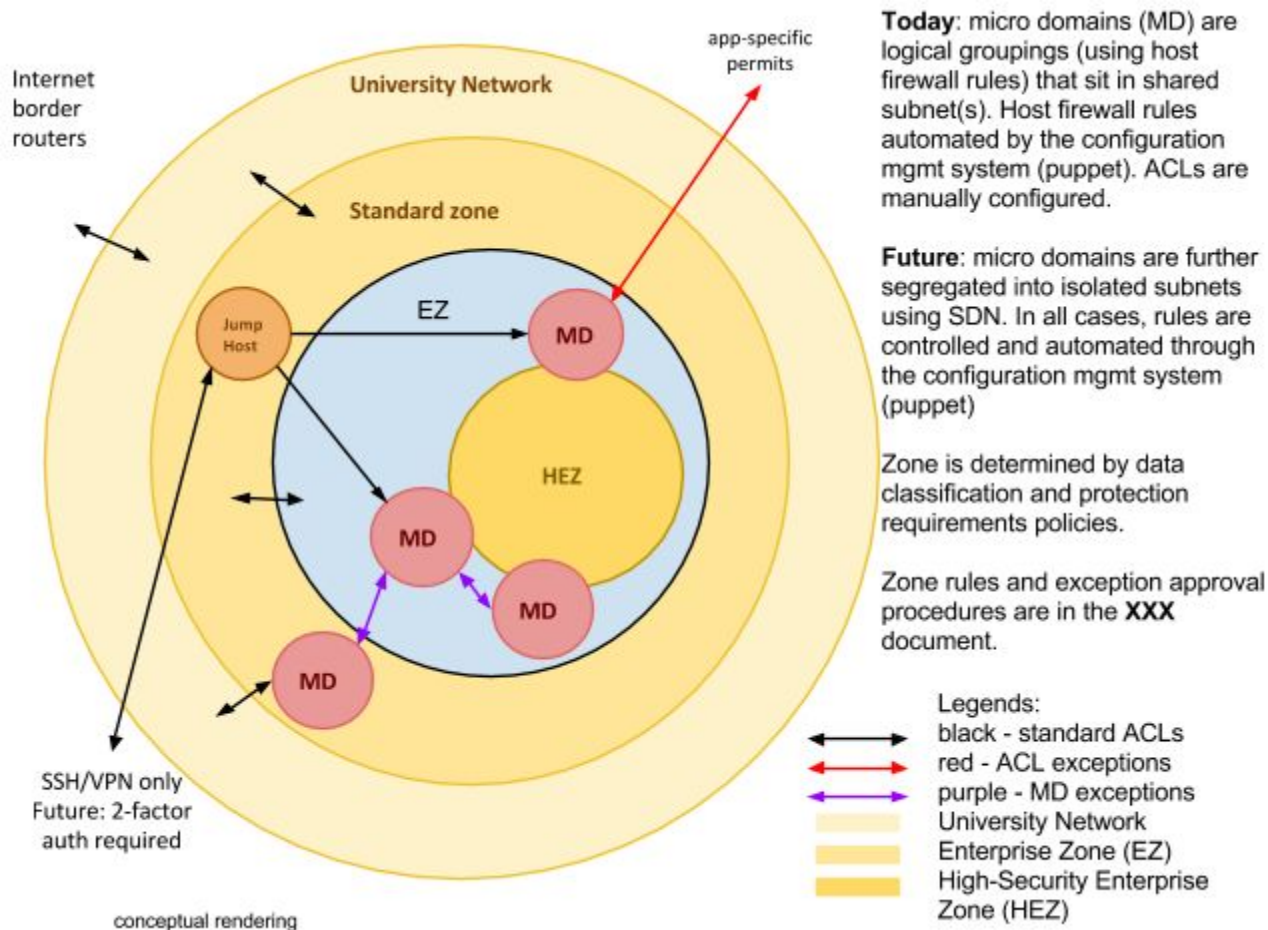 Internet
border
routers
University Network
app-specific
permits
Standard zone
Jump
Host
EZ
MD
HEZ
MD
MD
MD
SSH/VPN only
Future: 2-factor
auth required
conceptual rendering
Today: micro domains (MD) are
logical groupings (using host
firewall rules) that sit in shared
subnet(s). Host firewall rules
automated by the configuration
mgmt system (puppet). ACLs are
manually configured.
Future: micro domains are further
segregated into isolated subnets
using SDN. In all cases, rules are
controlled and automated through
the configuration mgmt system
(puppet)
Zone is determined by data
classification and protection
requirements policies.
Zone rules and exception approval
procedures are in the XXX
document.
Legends:
black - standard ACLs
red - ACL exceptions
purple - MD exceptions
University Network
Enterprise Zone (EZ)
High-Security Enterprise
Zone (HEZ)